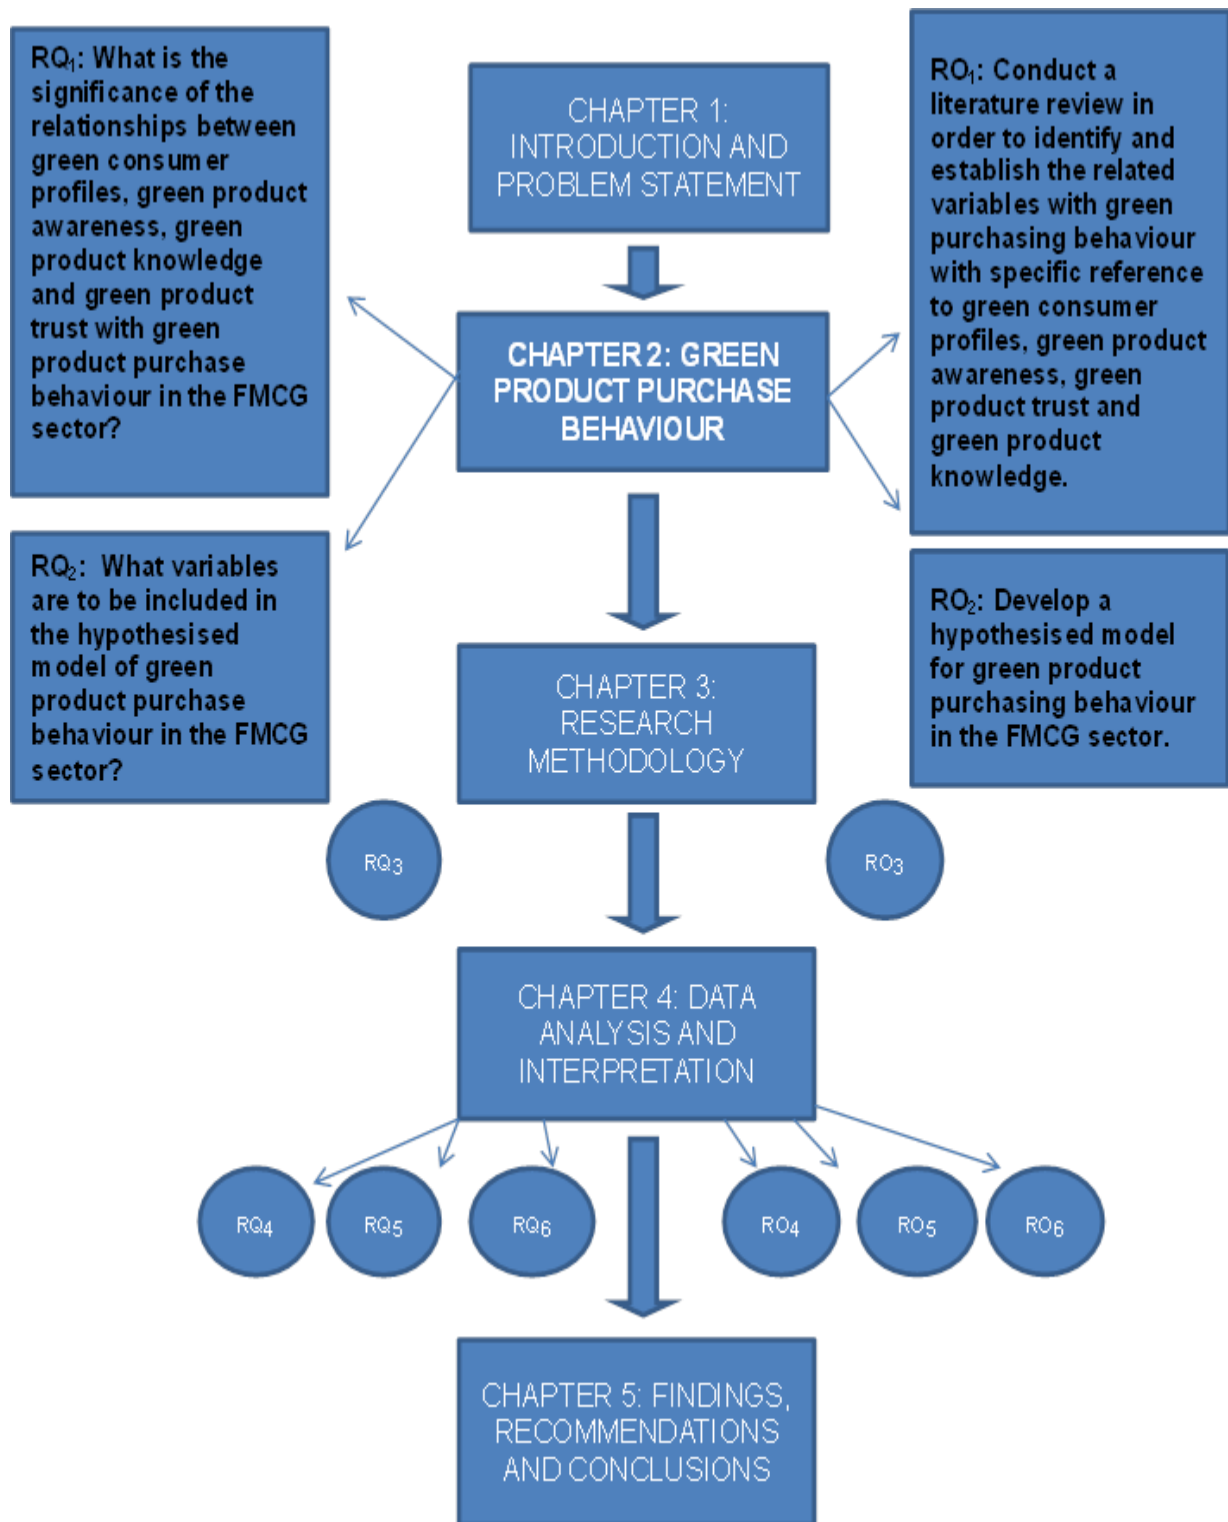 RQ1: What is the
significance of the
relationships between
green consumer
profiles, green product
awareness, green
product knowledge
and green product
trust with green
product purchase
behaviour in the FMCG
sector?
CHAPTER 1:
INTRODUCTION AND
PROBLEM STATEMENT
RO1: Conduct a
literature review in
order to identify and
establish the related
variables with green
purchasing behaviour
with specific reference
to green consumer
profiles, green product
awareness, green
product trust and
green product
knowledge.
CHAPTER 2: GREEN
PRODUCT PURCHASE
BEHAVIOUR
RQ2: What variables
are to be included in
the hypothesised
model of green
product purchase
behaviour in the FMCG
sector?
RO2: Develop a
hypothesised model
for green product
purchasing behaviour
in the FMCG sector.
CHAPTER 3:
RESEARCH
METHODOLOGY
RQ3
RO3
CHAPTER 4: DATA
ANALYSIS AND
INTERPRETATION
RQ4
RQ5
RQ6
RO4
RO5
RO6
CHAPTER 5: FINDINGS,
RECOMMENDATIONS
AND CONCLUSIONS